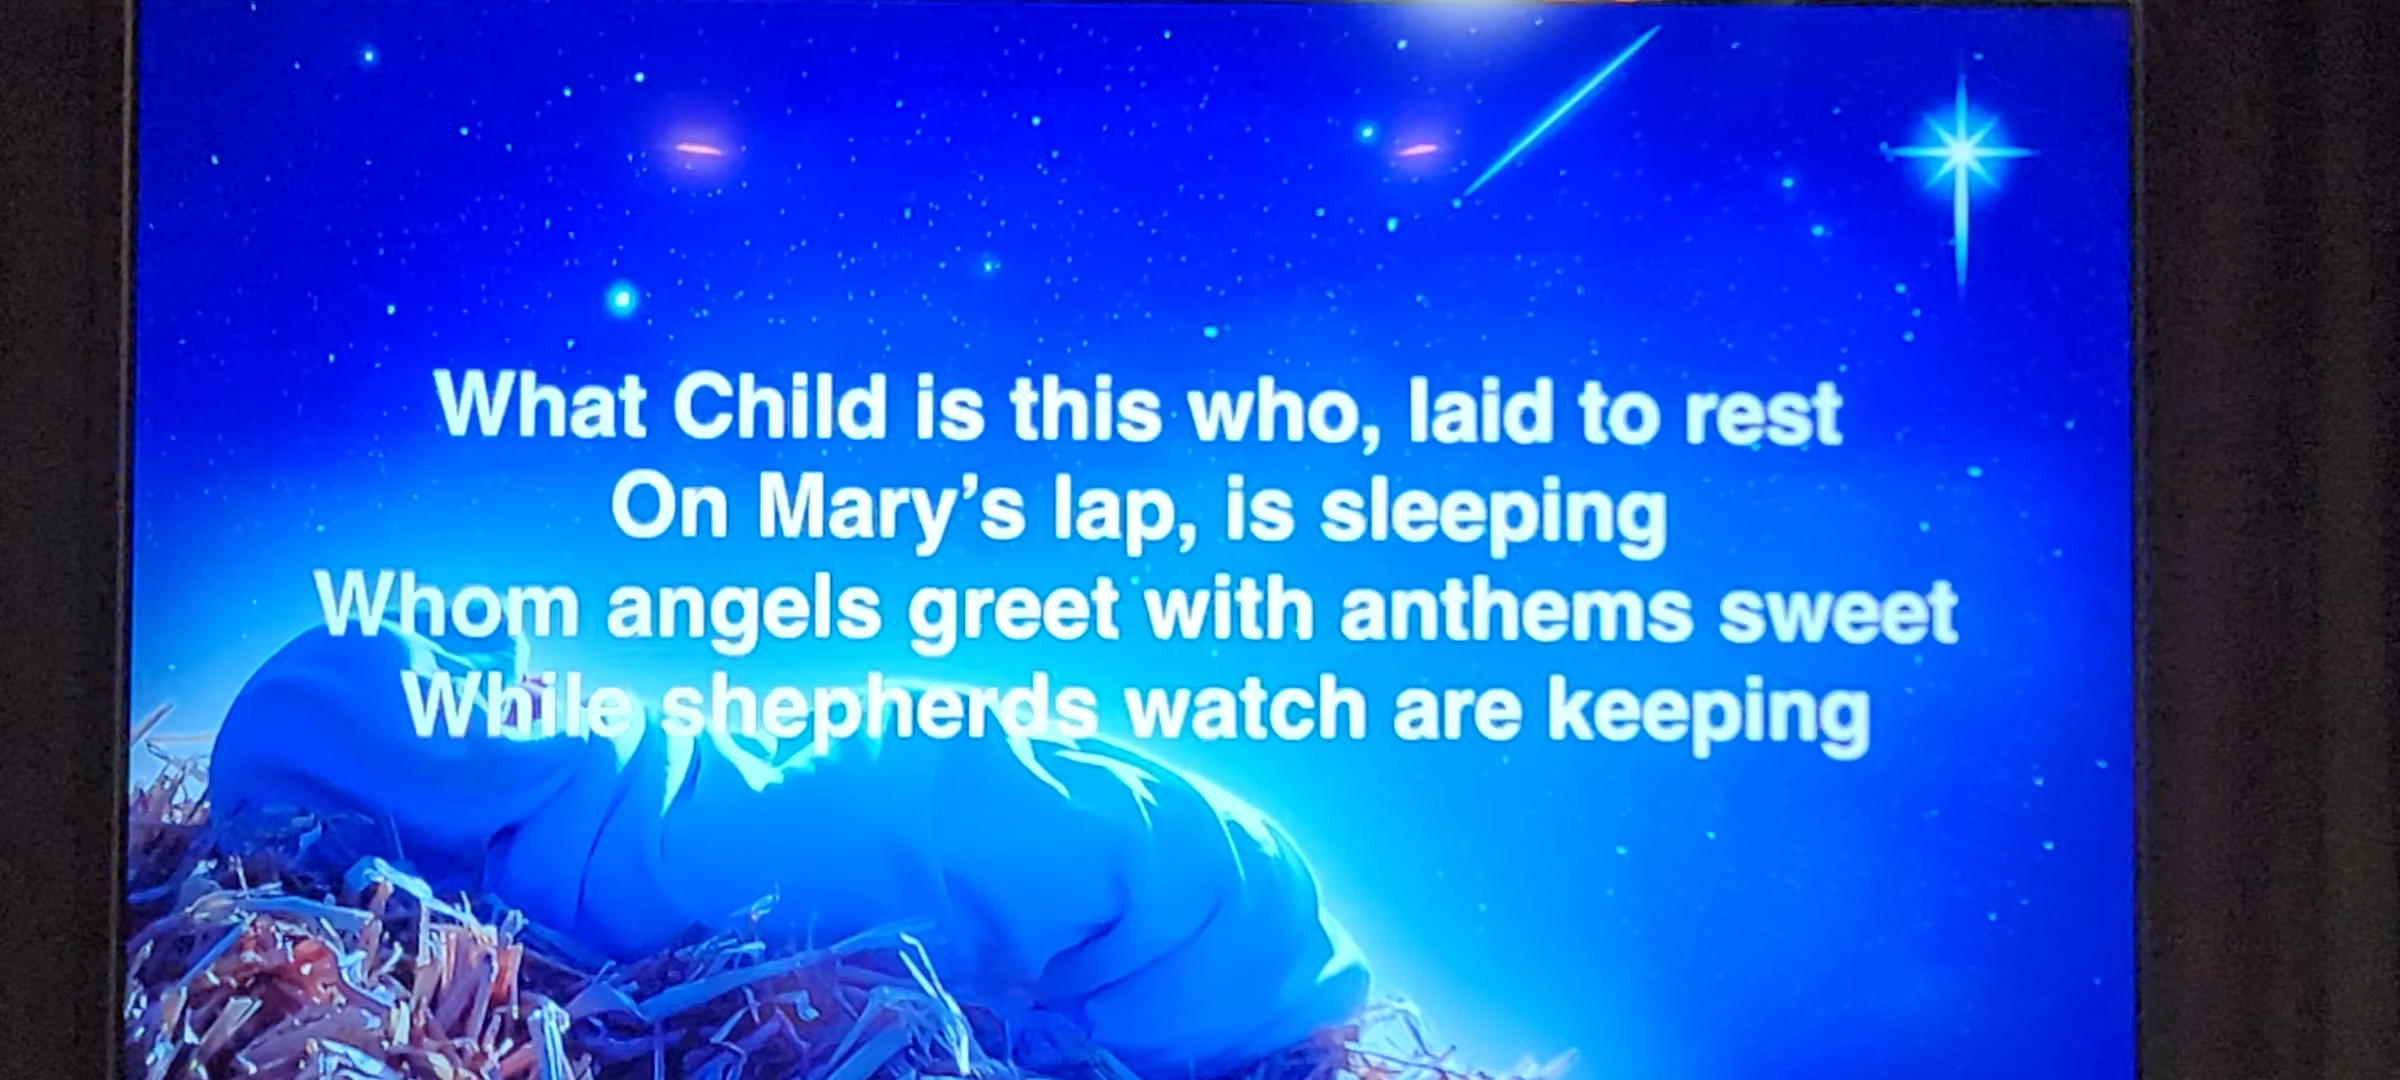 What Child is this who, laid to rest
On Mary’s lap, is sleeping
Whom angels greet with anthems sweet
While shepherds watch are keeping